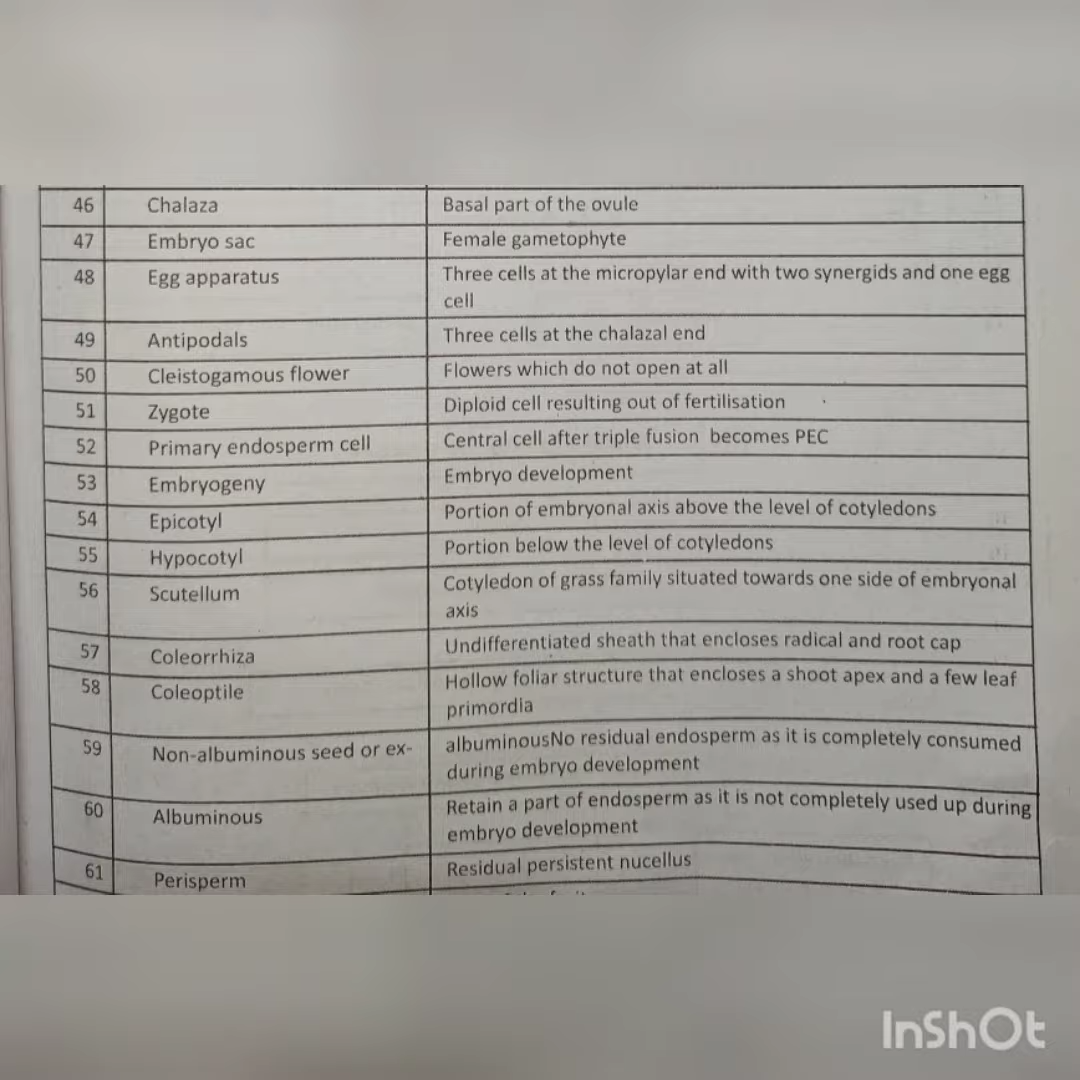 46 Chalaza Basal part of the ovule
47 Embryo sac Female gametophyte
48 Egg apparatus Three cells at the micropylar end with two synergids and one egg
cell
49 Antipodals Three cells at the chalazal end
50 Cleistogamous flower Flowers which do not open at all
51 Zygote Diploid cell resulting out of fertilisation
52 Primary endosperm cell Central cell after triple fusion becomes PEC
53 Embryogeny Embryo development
54 Epicotyl Portion of embryonal axis above the level of cotyledons
55 Hypocotyl Portion below the level of cotyledons
56 Scutellum Cotyledon of grass family situated towards one side of embryonal
axis
57 Coleorrhiza Undifferentiated sheath that encloses radical and root cap
58 Coleoptile Hollow foliar structure that encloses a shoot apex and a few leaf
primordia
59 Non-albuminous seed or ex- albuminousNo residual endosperm as it is completely consumed
during embryo development
60 Albuminous Retain a part of endosperm as it is not completely used up during
embryo development
61 Perisperm Residual persistent nucellus
InShOt